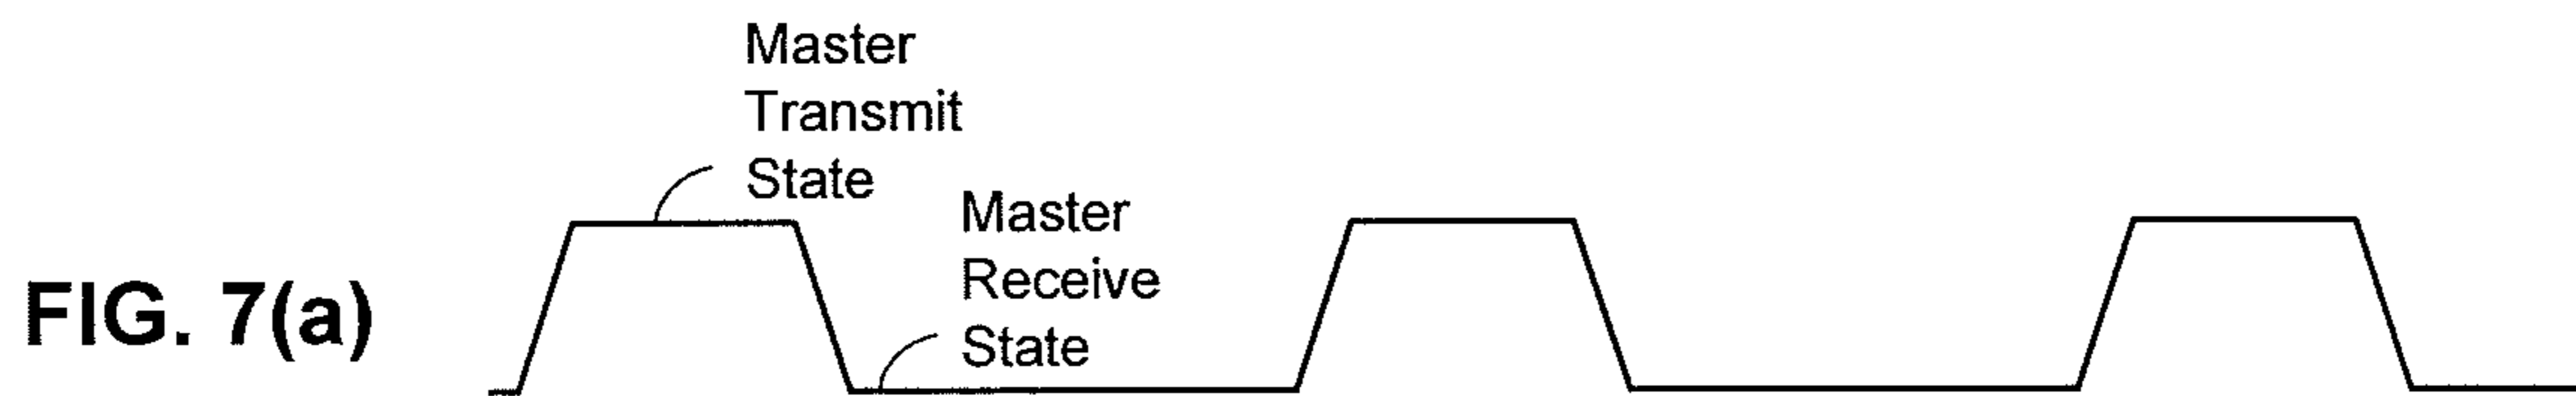 Master
Transmit
State
Master
Receive
State
FIG. 7(a)